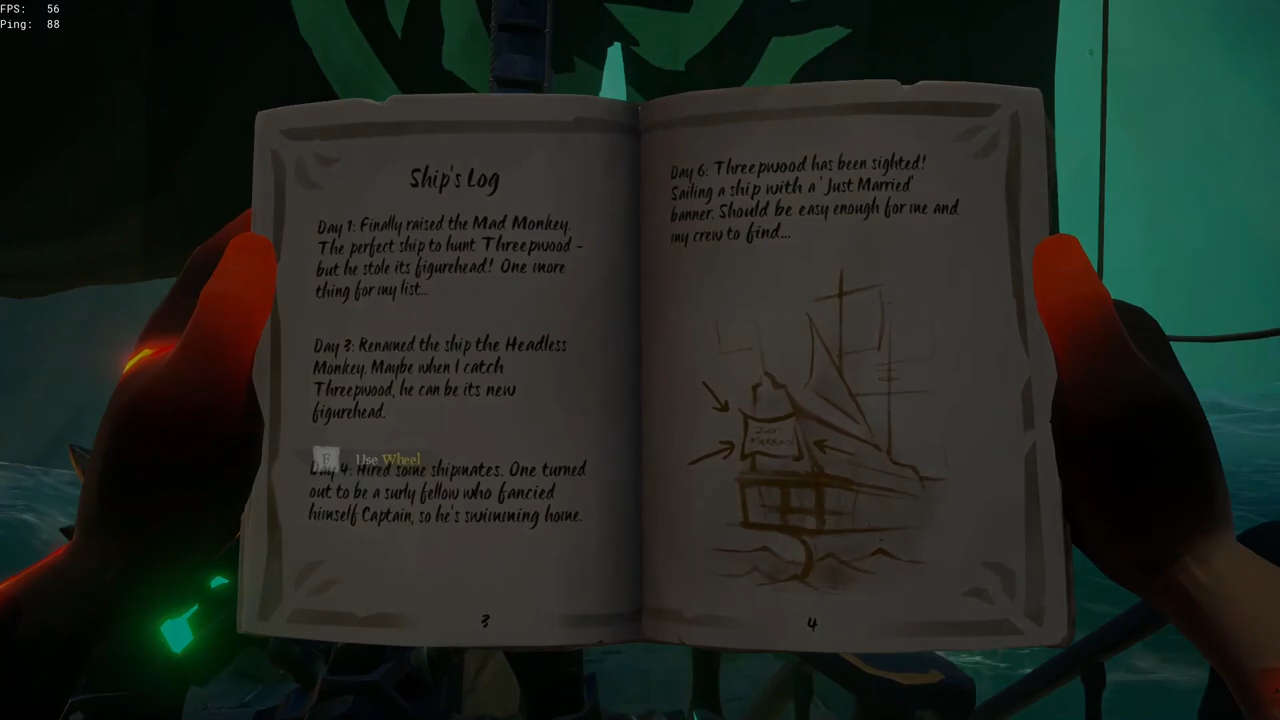 FPS: 56
Ping: 88
Ship's Log
Day 1: Finally raised the Mad Monkey.
The perfect ship to hunt Threepwood -
but he stole its figurehead! One more
thing for my list...
Day 3: Renamed the ship the Headless
Monkey. Maybe when I catch
Threepwood, he can be its new
figurehead.
F Use Wheel
Day 4: Hired some shipmates. One turned
out to be a surly fellow who fancied
himself Captain, so he's swimming home.
3
Day 6: Threepwood has been sighted!
Sailing a ship with a 'Just Married'
banner. Should be easy enough for me and
my crew to find...
JUST
MARRIED
4